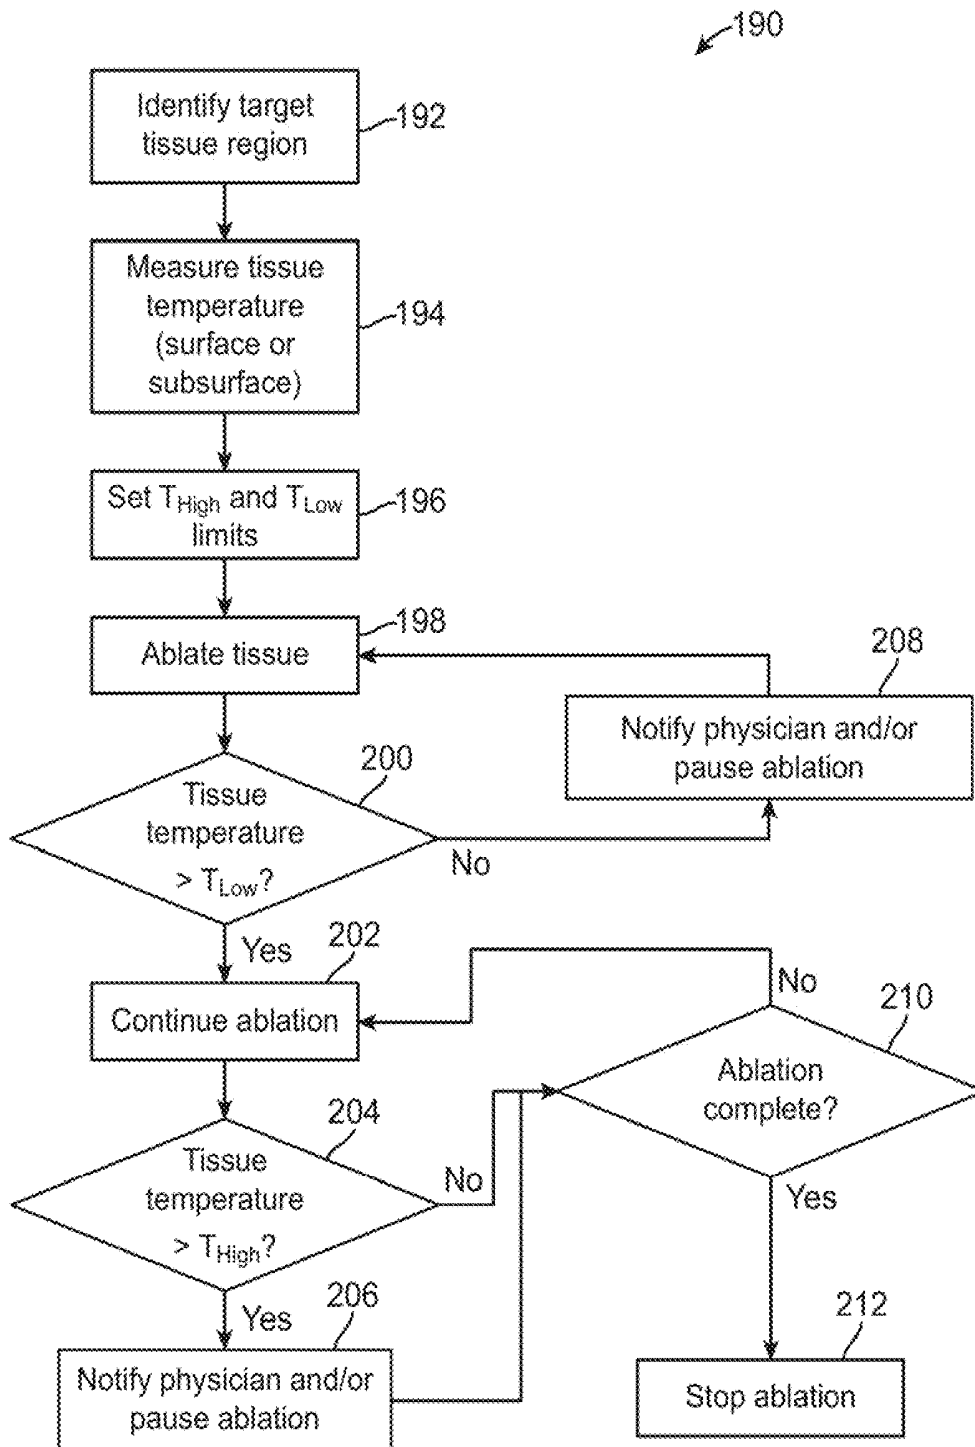 190
Identify target
tissue region
192
Measure tissue
temperature
(surface or
subsurface)
194
Set THigh and TLow
limits
196
Ablate tissue
198
208
Notify physician and/or
pause ablation
200
Tissue
temperature
> TLow?
No
Yes
202
Continue ablation
No
210
Ablation
complete?
204
Tissue
temperature
> THigh?
No
Yes
Yes
206
Notify physician and/or
pause ablation
212
Stop ablation